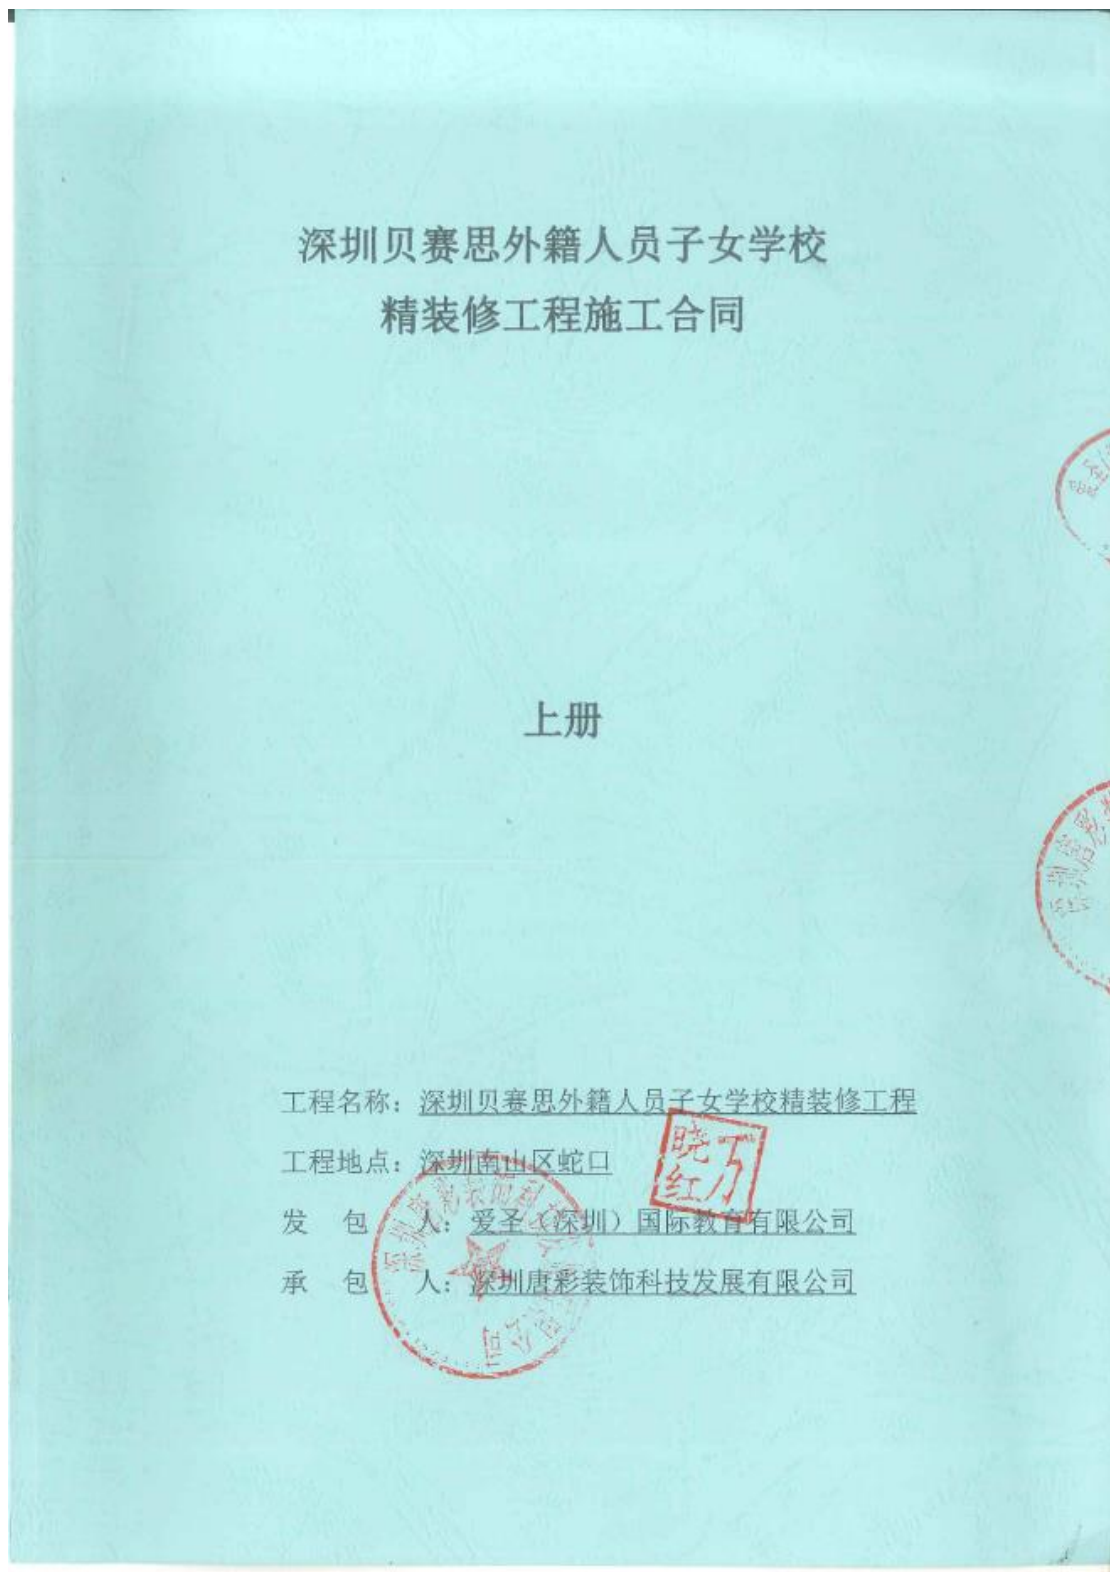 深圳贝赛思外籍人员子女学校
精装修工程施工合同
上册
工程名称：深圳贝赛思外籍人员子女学校精装修工程
工程地点：深圳南山区蛇口
发 包 人：爱圣（深圳）国际教育有限公司
承 包 人：深圳唐彩装饰科技发展有限公司
万
晓红